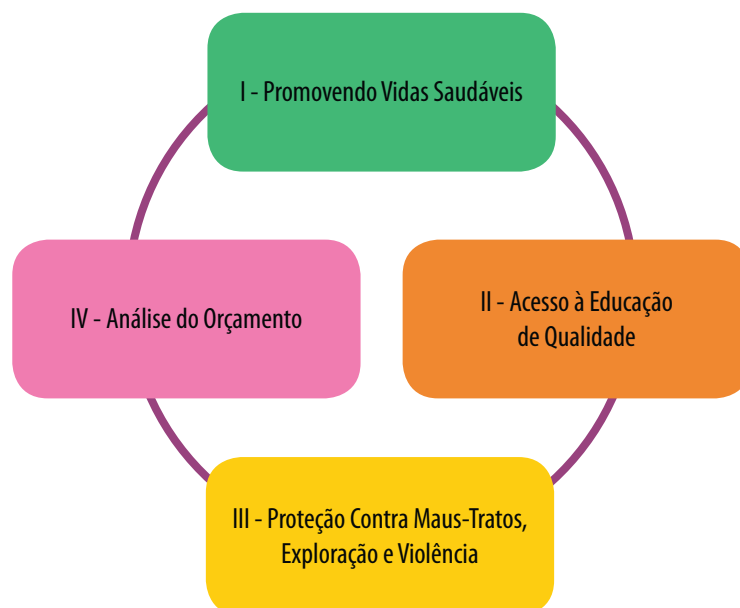 I - Promovendo Vidas Saudáveis
II - Acesso à Educação
de Qualidade
III - Proteção Contra Maus-Tratos,
Exploração e Violência
IV - Análise do Orçamento